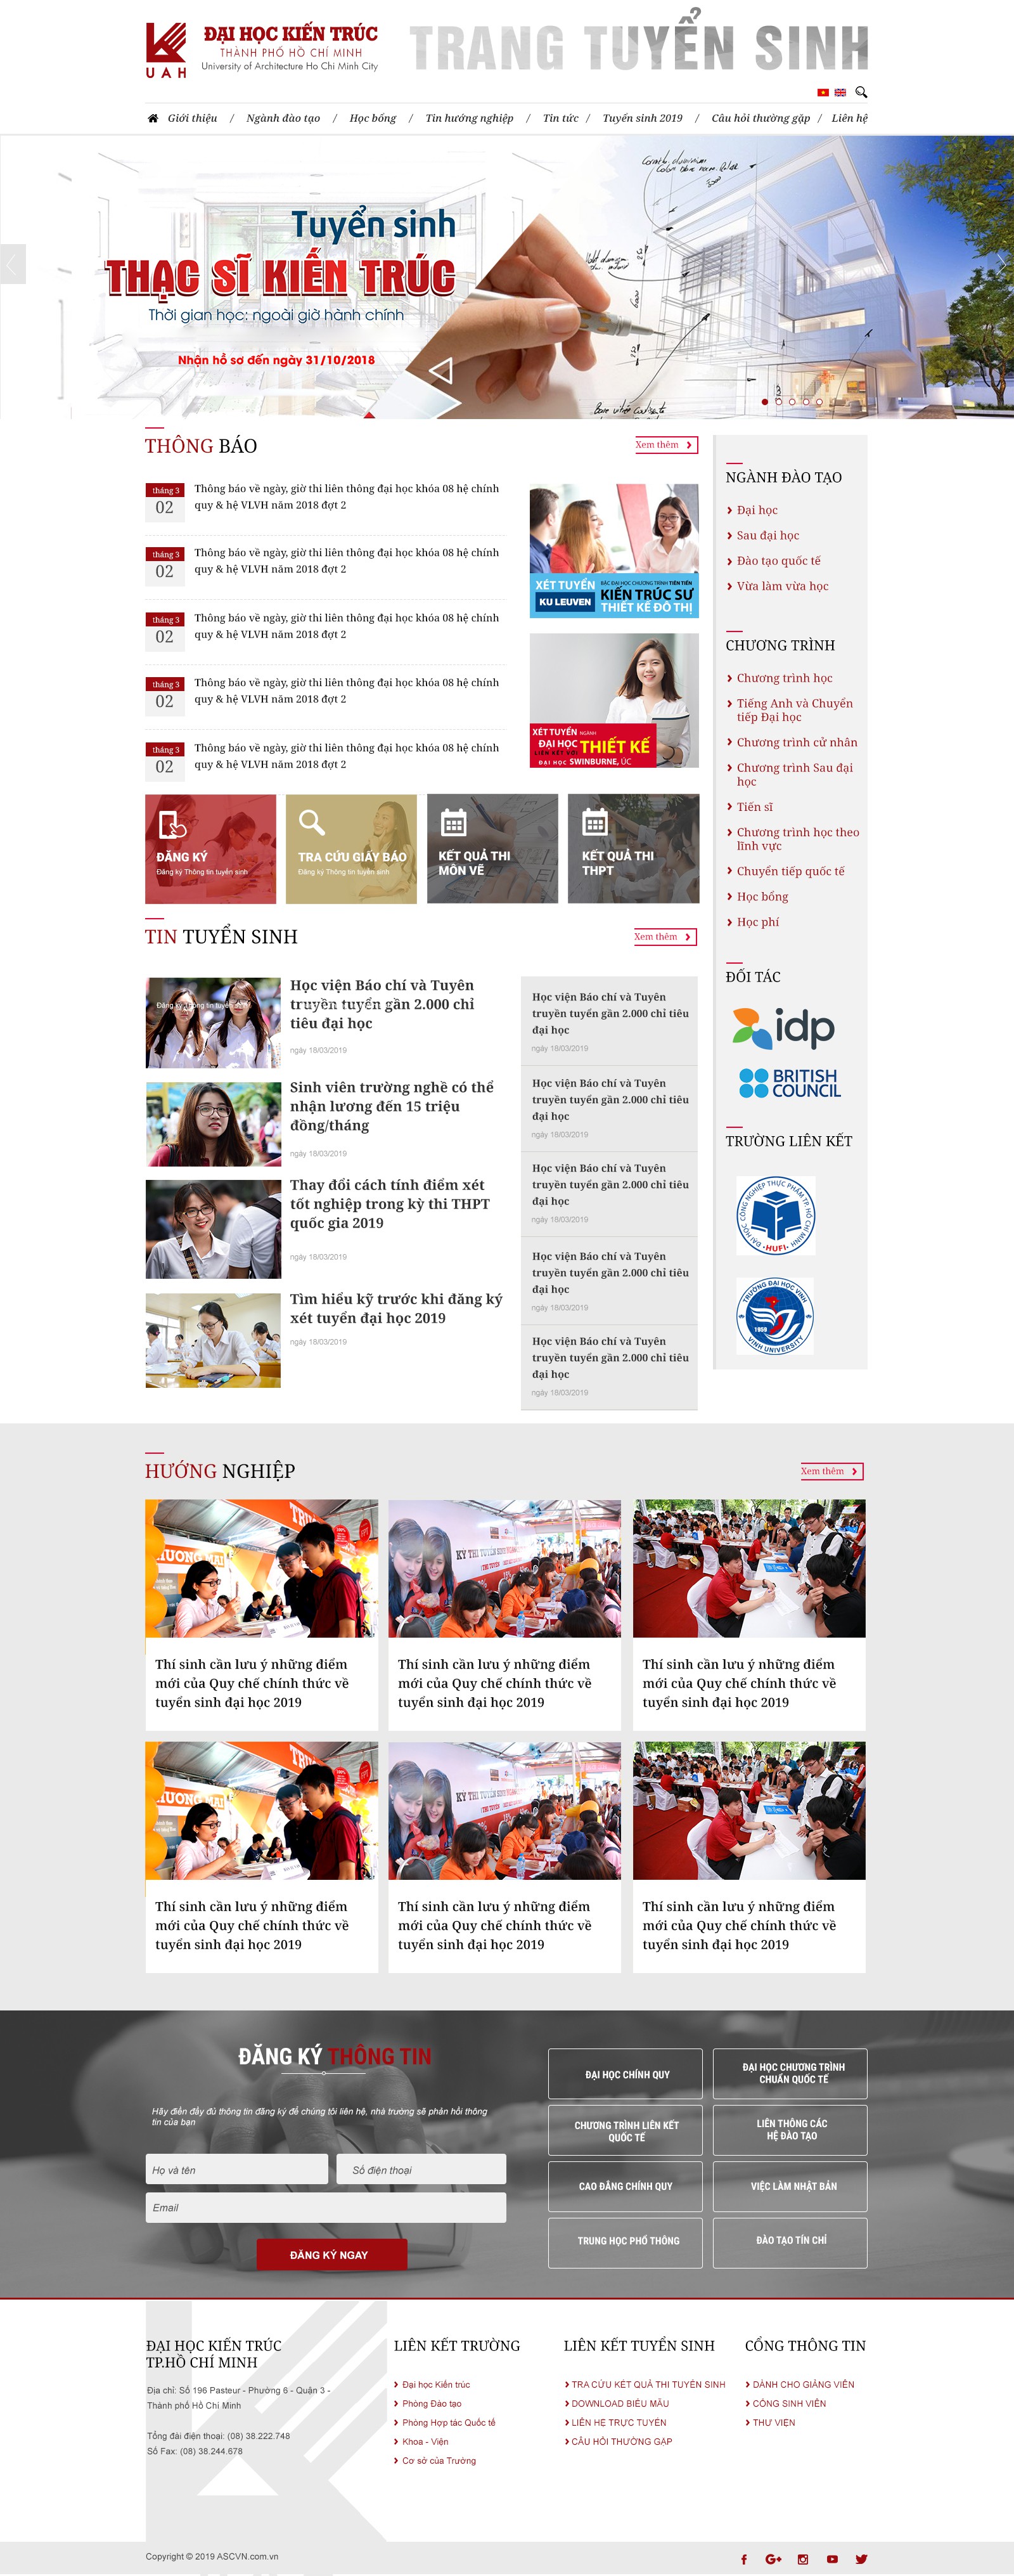 ĐẠI HỌC KIẾN TRÚC
THÀNH PHỐ HỒ CHÍ MINH
University of Architecture Ho Chi Minh City
UAH
TRANG TUYỂN SINH
Giới thiệu / Ngành đào tạo / Học bổng / Tin hướng nghiệp / Tin tức / Tuyển sinh 2019 / Câu hỏi thường gặp / Liên hệ
Tuyển sinh
THẠC SĨ KIẾN TRÚC
Thời gian học: ngoài giờ hành chính
Nhận hồ sơ đến ngày 31/10/2018
THÔNG BÁO
Xem thêm
tháng 3
02
Thông báo về ngày, giờ thi liên thông đại học khóa 08 hệ chính
quy & hệ VLVH năm 2018 đợt 2
tháng 3
02
Thông báo về ngày, giờ thi liên thông đại học khóa 08 hệ chính
quy & hệ VLVH năm 2018 đợt 2
tháng 3
02
Thông báo về ngày, giờ thi liên thông đại học khóa 08 hệ chính
quy & hệ VLVH năm 2018 đợt 2
tháng 3
02
Thông báo về ngày, giờ thi liên thông đại học khóa 08 hệ chính
quy & hệ VLVH năm 2018 đợt 2
tháng 3
02
Thông báo về ngày, giờ thi liên thông đại học khóa 08 hệ chính
quy & hệ VLVH năm 2018 đợt 2
XÉT TUYỂN
KU LEUVEN
BẬC ĐẠI HỌC CHƯƠNG TRÌNH TIÊN TIẾN
KIẾN TRÚC SƯ
THIẾT KẾ ĐÔ THỊ
XÉT TUYỂN NGÀNH
ĐẠI HỌC THIẾT KẾ
LIÊN KẾT VỚI
ĐẠI HỌC SWINBURNE, ÚC
ĐĂNG KÝ
Đăng ký Thông tin tuyển sinh
TRA CỨU GIẤY BÁO
Đăng ký Thông tin tuyển sinh
KẾT QUẢ THI
MÔN VẼ
KẾT QUẢ THI
THPT
TIN TUYỂN SINH
Xem thêm
Đăng ký Thông tin tuyển sinh
Học viện Báo chí và Tuyên
truyền tuyển gần 2.000 chỉ
tiêu đại học
ngày 18/03/2019
Sinh viên trường nghề có thể
nhận lương đến 15 triệu
đồng/tháng
ngày 18/03/2019
Thay đổi cách tính điểm xét
tốt nghiệp trong kỳ thi THPT
quốc gia 2019
ngày 18/03/2019
Tìm hiểu kỹ trước khi đăng ký
xét tuyển đại học 2019
ngày 18/03/2019
Học viện Báo chí và Tuyên
truyền tuyển gần 2.000 chỉ tiêu
đại học
ngày 18/03/2019
Học viện Báo chí và Tuyên
truyền tuyển gần 2.000 chỉ tiêu
đại học
ngày 18/03/2019
Học viện Báo chí và Tuyên
truyền tuyển gần 2.000 chỉ tiêu
đại học
ngày 18/03/2019
Học viện Báo chí và Tuyên
truyền tuyển gần 2.000 chỉ tiêu
đại học
ngày 18/03/2019
Học viện Báo chí và Tuyên
truyền tuyển gần 2.000 chỉ tiêu
đại học
ngày 18/03/2019
NGÀNH ĐÀO TẠO
Đại học
Sau đại học
Đào tạo quốc tế
Vừa làm vừa học
CHƯƠNG TRÌNH
Chương trình học
Tiếng Anh và Chuyển
tiếp Đại học
Chương trình cử nhân
Chương trình Sau đại
học
Tiến sĩ
Chương trình học theo
lĩnh vực
Chuyển tiếp quốc tế
Học bổng
Học phí
ĐỐI TÁC
idp
BRITISH
COUNCIL
TRƯỜNG LIÊN KẾT
ĐẠI HỌC CÔNG NGHIỆP THỰC PHẨM TP. HỒ CHÍ MINH
HUFI
TRƯỜNG ĐẠI HỌC VINH
1959
VINH UNIVERSITY
HƯỚNG NGHIỆP
Xem thêm
Thí sinh cần lưu ý những điểm
mới của Quy chế chính thức về
tuyển sinh đại học 2019
Thí sinh cần lưu ý những điểm
mới của Quy chế chính thức về
tuyển sinh đại học 2019
Thí sinh cần lưu ý những điểm
mới của Quy chế chính thức về
tuyển sinh đại học 2019
Thí sinh cần lưu ý những điểm
mới của Quy chế chính thức về
tuyển sinh đại học 2019
Thí sinh cần lưu ý những điểm
mới của Quy chế chính thức về
tuyển sinh đại học 2019
Thí sinh cần lưu ý những điểm
mới của Quy chế chính thức về
tuyển sinh đại học 2019
ĐĂNG KÝ THÔNG TIN
Hãy điền đầy đủ thông tin đăng ký để chúng tôi liên hệ, nhà trường sẽ phản hồi thông
tin của bạn
Họ và tên
Số điện thoại
Email
ĐĂNG KÝ NGAY
ĐẠI HỌC CHÍNH QUY
ĐẠI HỌC CHƯƠNG TRÌNH
CHUẨN QUỐC TẾ
CHƯƠNG TRÌNH LIÊN KẾT
QUỐC TẾ
LIÊN THÔNG CÁC
HỆ ĐÀO TẠO
CAO ĐẲNG CHÍNH QUY
VIỆC LÀM NHẬT BẢN
TRUNG HỌC PHỔ THÔNG
ĐÀO TẠO TÍN CHỈ
ĐẠI HỌC KIẾN TRÚC
TP.HỒ CHÍ MINH
Địa chỉ: Số 196 Pasteur - Phường 6 - Quận 3 -
Thành phố Hồ Chí Minh
Tổng đài điện thoại: (08) 38.222.748
Số Fax: (08) 38.244.678
LIÊN KẾT TRƯỜNG
Đại học Kiến trúc
Phòng Đào tạo
Phòng Hợp tác Quốc tế
Khoa - Viện
Cơ sở của Trường
LIÊN KẾT TUYỂN SINH
TRA CỨU KẾT QUẢ THI TUYỂN SINH
DOWNLOAD BIỂU MẪU
LIÊN HỆ TRỰC TUYẾN
CÂU HỎI THƯỜNG GẶP
CỔNG THÔNG TIN
DÀNH CHO GIẢNG VIÊN
CÔNG SINH VIÊN
THƯ VIỆN
Copyright © 2019 ASCVN.com.vn